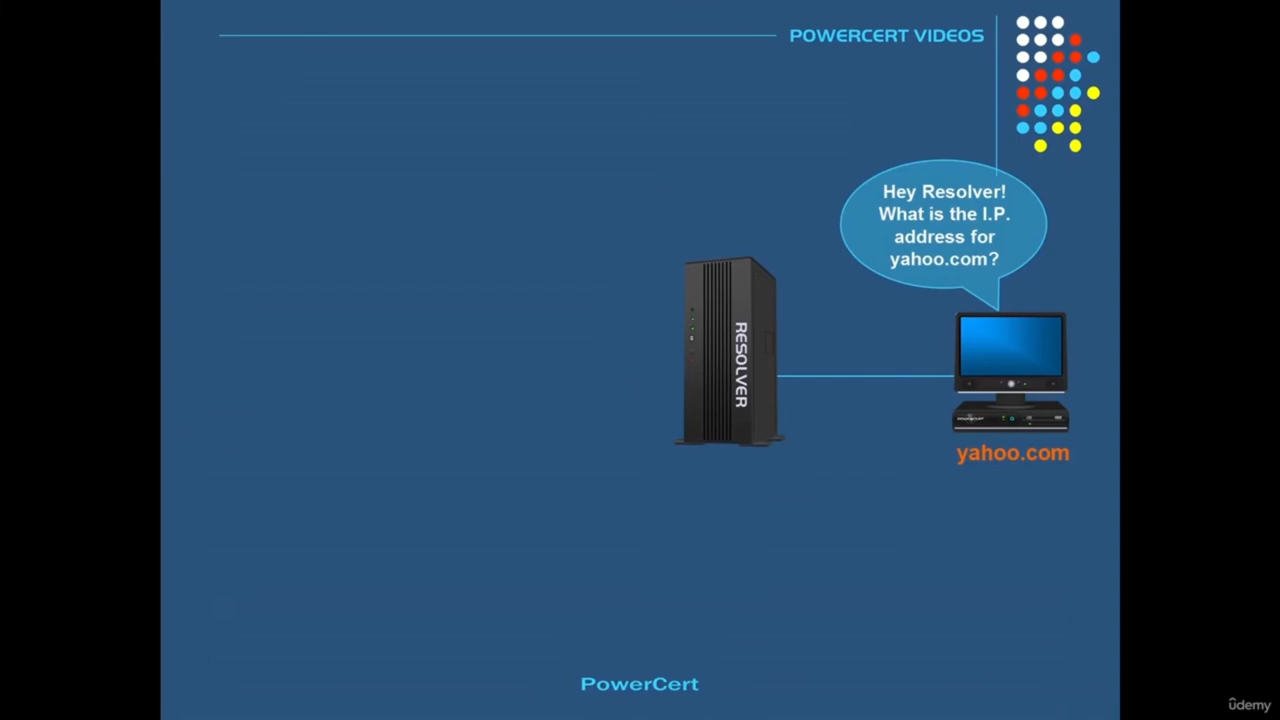 POWERCERT VIDEOS
Hey Resolver!
What is the I.P.
address for
yahoo.com?
RESOLVER
yahoo.com
PowerCert
ûdemy